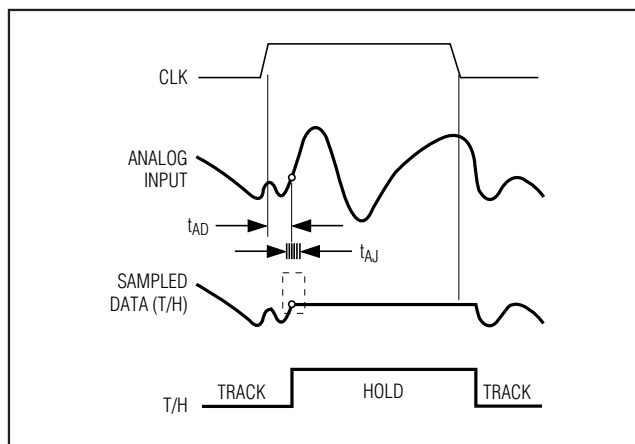 CLK
ANALOG
INPUT
tAD
tAJ
SAMPLED
DATA (T/H)
TRACK
HOLD
TRACK
T/H